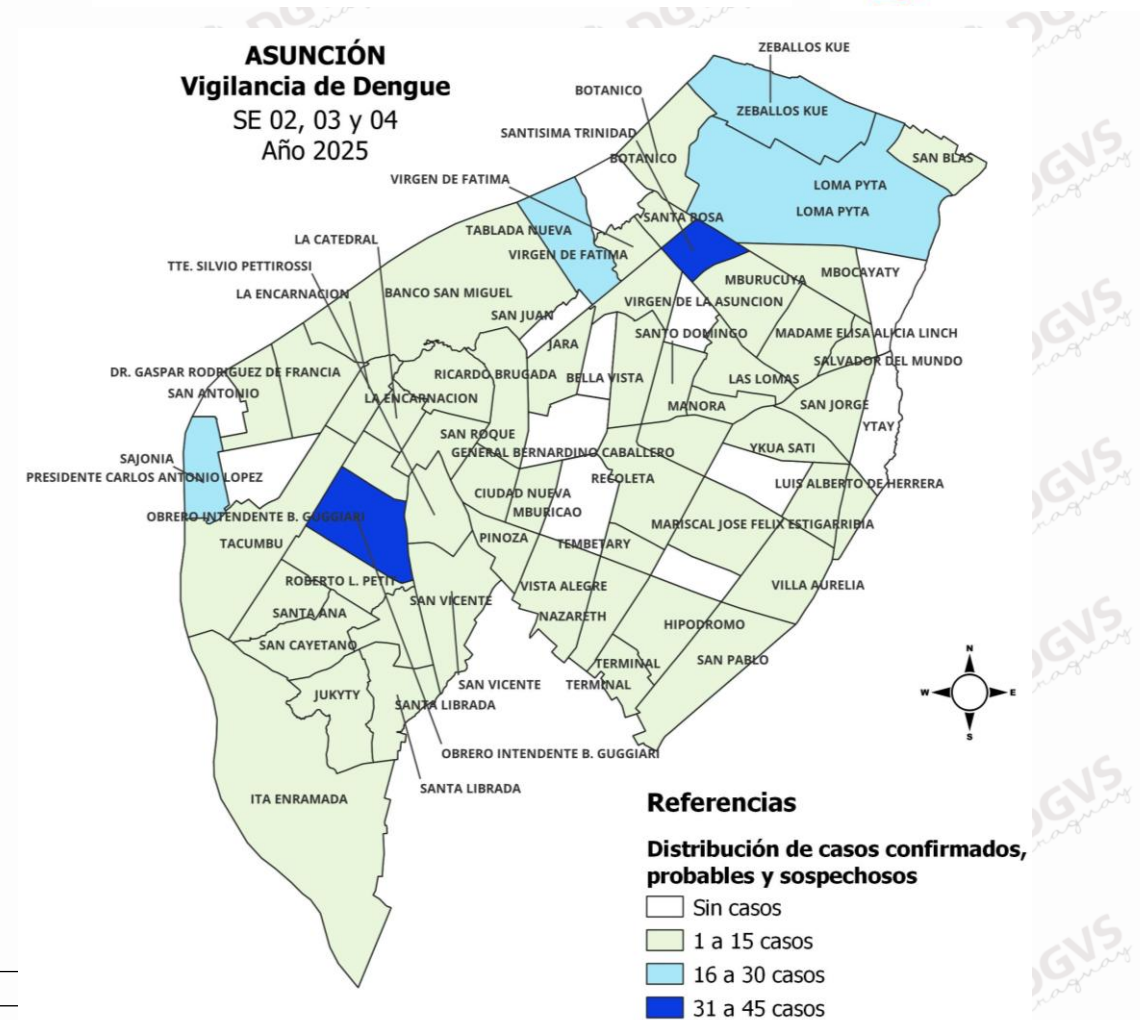 ASUNCIÓN
Vigilancia de Dengue
SE 02, 03 y 04
Año 2025
ZEBALLOS KUE
BOTANICO
ZEBALLOS KUE
SANTISIMA TRINIDAD
BOTANICO
SAN BLAS
VIRGEN DE FATIMA
LOMA PYTA
LOMA PYTA
SANTA ROSA
TABLADA NUEVA
LA CATEDRAL
VIRGEN DE FATIMA
TTE. SILVIO PETTIROSSI
MBOCAYATY
MBURUCUYA
LA ENCARNACION
BANCO SAN MIGUEL
VIRGEN DE LA ASUNCION
SAN JUAN
SANTO DOMINGO
MADAME ELISA ALICIA LINCH
JARA
SALVADOR DEL MUNDO
DR. GASPAR RODRIGUEZ DE FRANCIA
RICARDO BRUGADA
BELLA VISTA
LAS LOMAS
SAN ANTONIO
LA ENCARNACION
MANORA
SAN JORGE
YTAY
SAN ROQUE
GENERAL BERNARDINO CABALLERO
YKUA SATI
SAJONIA
PRESIDENTE CARLOS ANTONIO LOPEZ
RECOLETA
LUIS ALBERTO DE HERRERA
CIUDAD NUEVA
MBURICAO
OBRERO INTENDENTE B. GUGGIARI
MARISCAL JOSE FELIX ESTIGARRIBIA
TACUMBU
PINOZA
TEMBETARY
ROBERTO L. PETIT
VISTA ALEGRE
VILLA AURELIA
SAN VICENTE
SANTA ANA
NAZARETH
HIPODROMO
SAN CAYETANO
TERMINAL
SAN PABLO
SAN VICENTE
TERMINAL
JUKYTY
SANTA LIBRADA
OBRERO INTENDENTE B. GUGGIARI
SANTA LIBRADA
ITA ENRAMADA
N
W
E
S
Referencias
Distribución de casos confirmados,
probables y sospechosos
Sin casos
1 a 15 casos
16 a 30 casos
31 a 45 casos
DGVS
DGVS
DGVS
DGVS
DGVS
DGVS